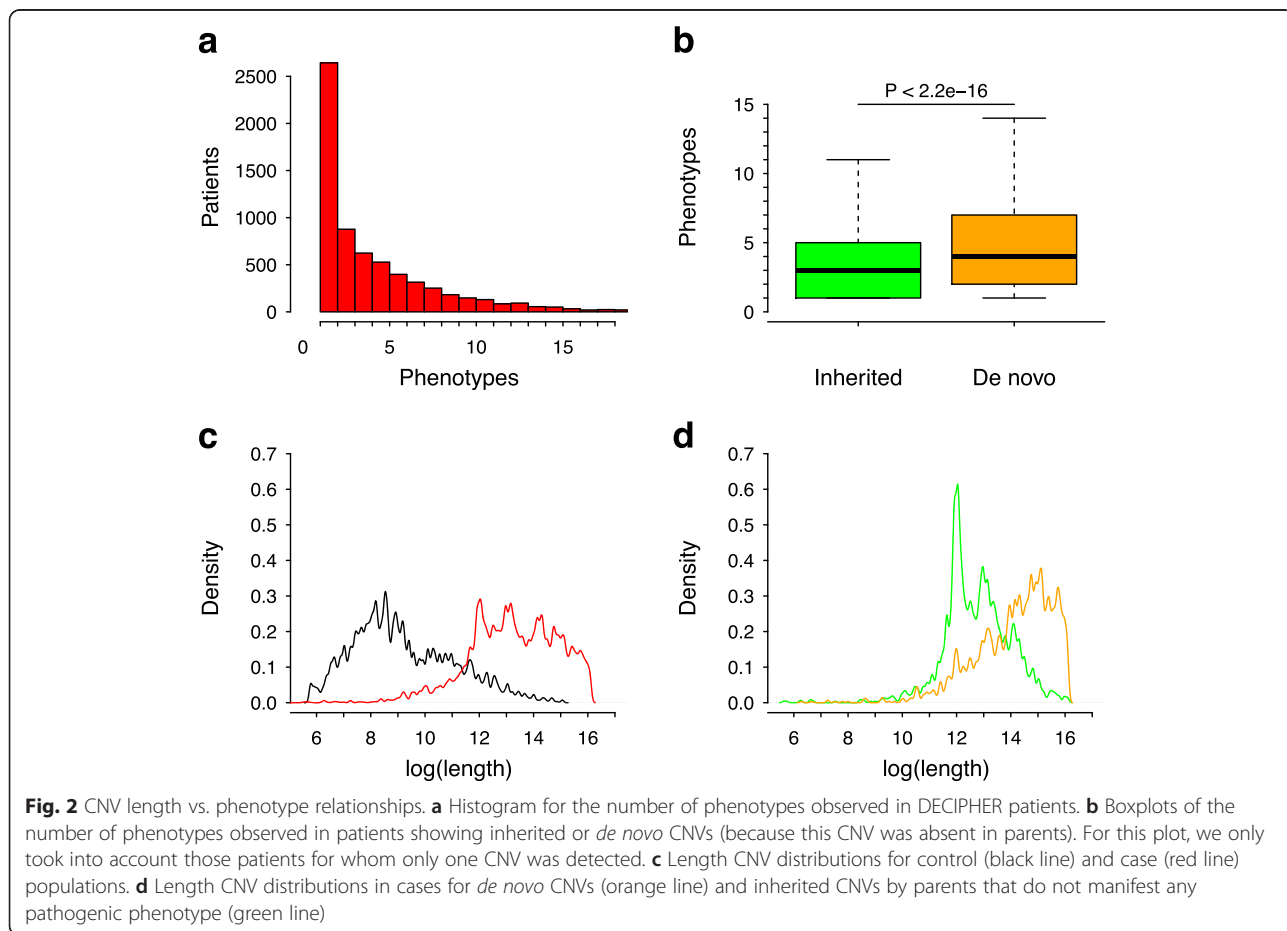 a
2500
2000
1500
1000
500
0
Patients
0 5 10 15
Phenotypes
b
P < 2.2e−16
15
10
5
0
Phenotypes
Inherited De novo
c
0.7
0.6
0.5
0.4
0.3
0.2
0.1
0.0
Density
6 8 10 12 14 16
log(length)
d
0.7
0.6
0.5
0.4
0.3
0.2
0.1
0.0
Density
6 8 10 12 14 16
log(length)
Fig. 2 CNV length vs. phenotype relationships. a Histogram for the number of phenotypes observed in DECIPHER patients. b Boxplots of the
number of phenotypes observed in patients showing inherited or de novo CNVs (because this CNV was absent in parents). For this plot, we only
took into account those patients for whom only one CNV was detected. c Length CNV distributions for control (black line) and case (red line)
populations. d Length CNV distributions in cases for de novo CNVs (orange line) and inherited CNVs by parents that do not manifest any
pathogenic phenotype (green line)